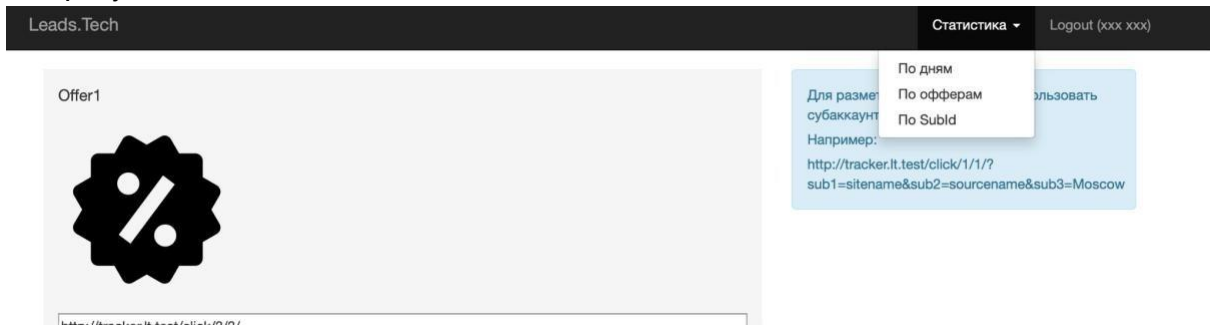 Leads.Tech
Статистика
Logout (xxx xxx)
По дням
По офферам
По SubId
Offer1
Для
субаккаунт
Например:
http://tracker.lt.test/click/1/1/?
sub1=sitename&sub2=sourcename&sub3=Moscow